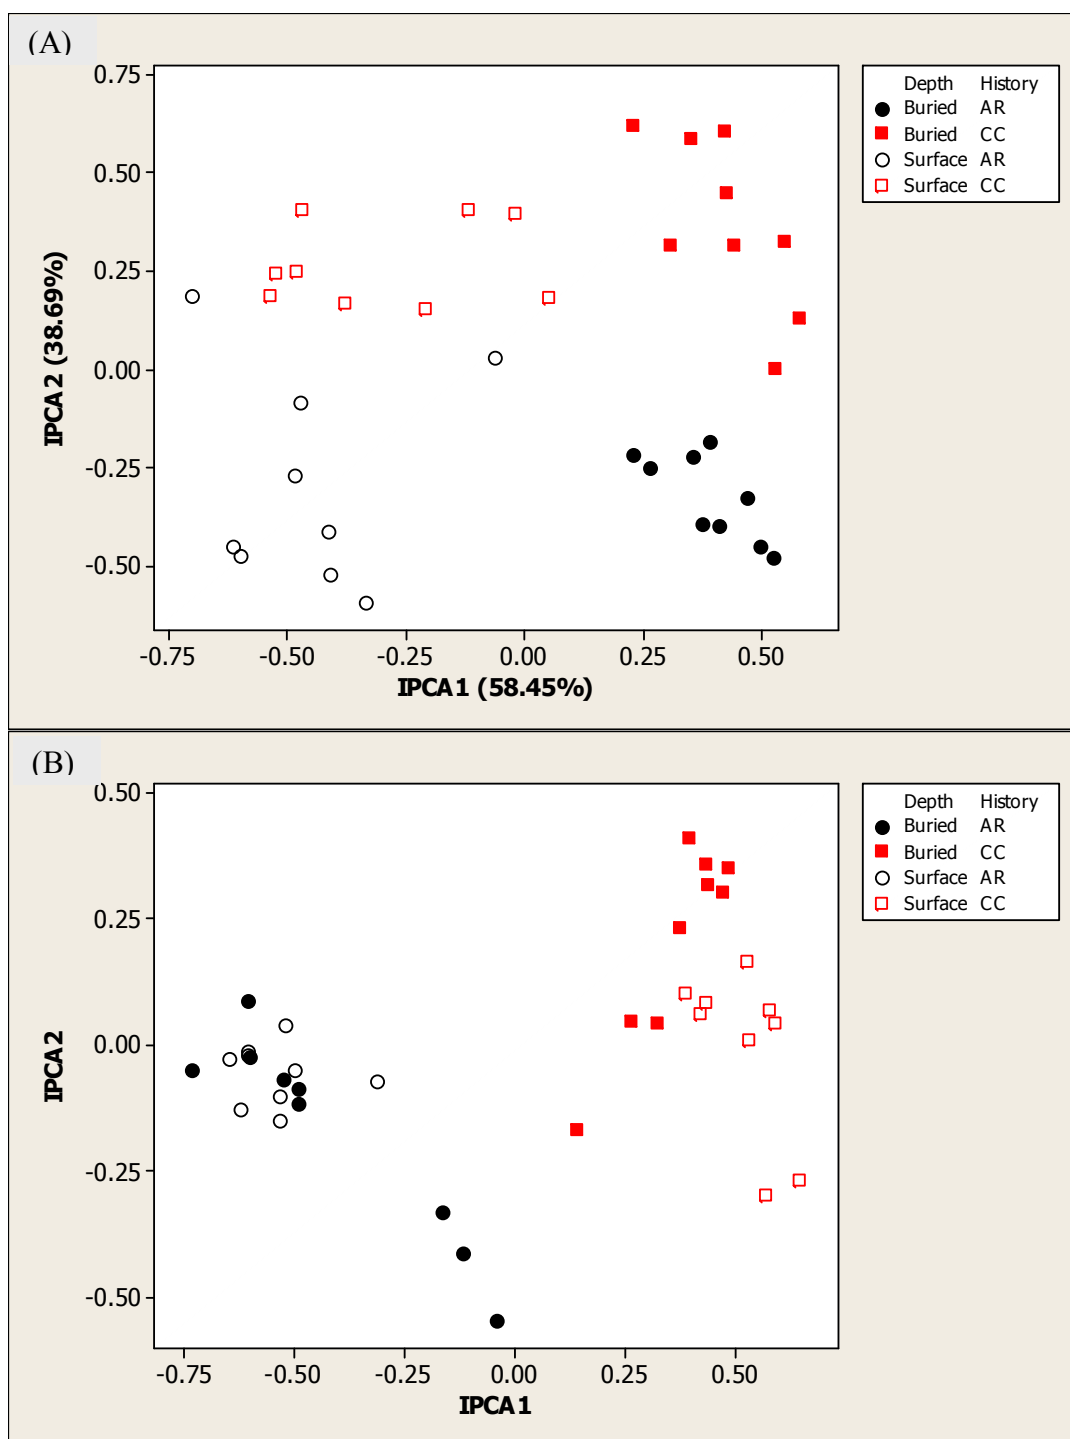 (A)
0.75
0.50
0.25
0.00
-0.25
-0.50
IPCA2 (38.69%)
-0.75 -0.50 -0.25 0.00 0.25 0.50
IPCA1 (58.45%)
Depth History
Buried AR
Buried CC
Surface AR
Surface CC
(B)
0.50
0.25
0.00
-0.25
-0.50
IPCA2
-0.75 -0.50 -0.25 0.00 0.25 0.50
IPCA1
Depth History
Buried AR
Buried CC
Surface AR
Surface CC